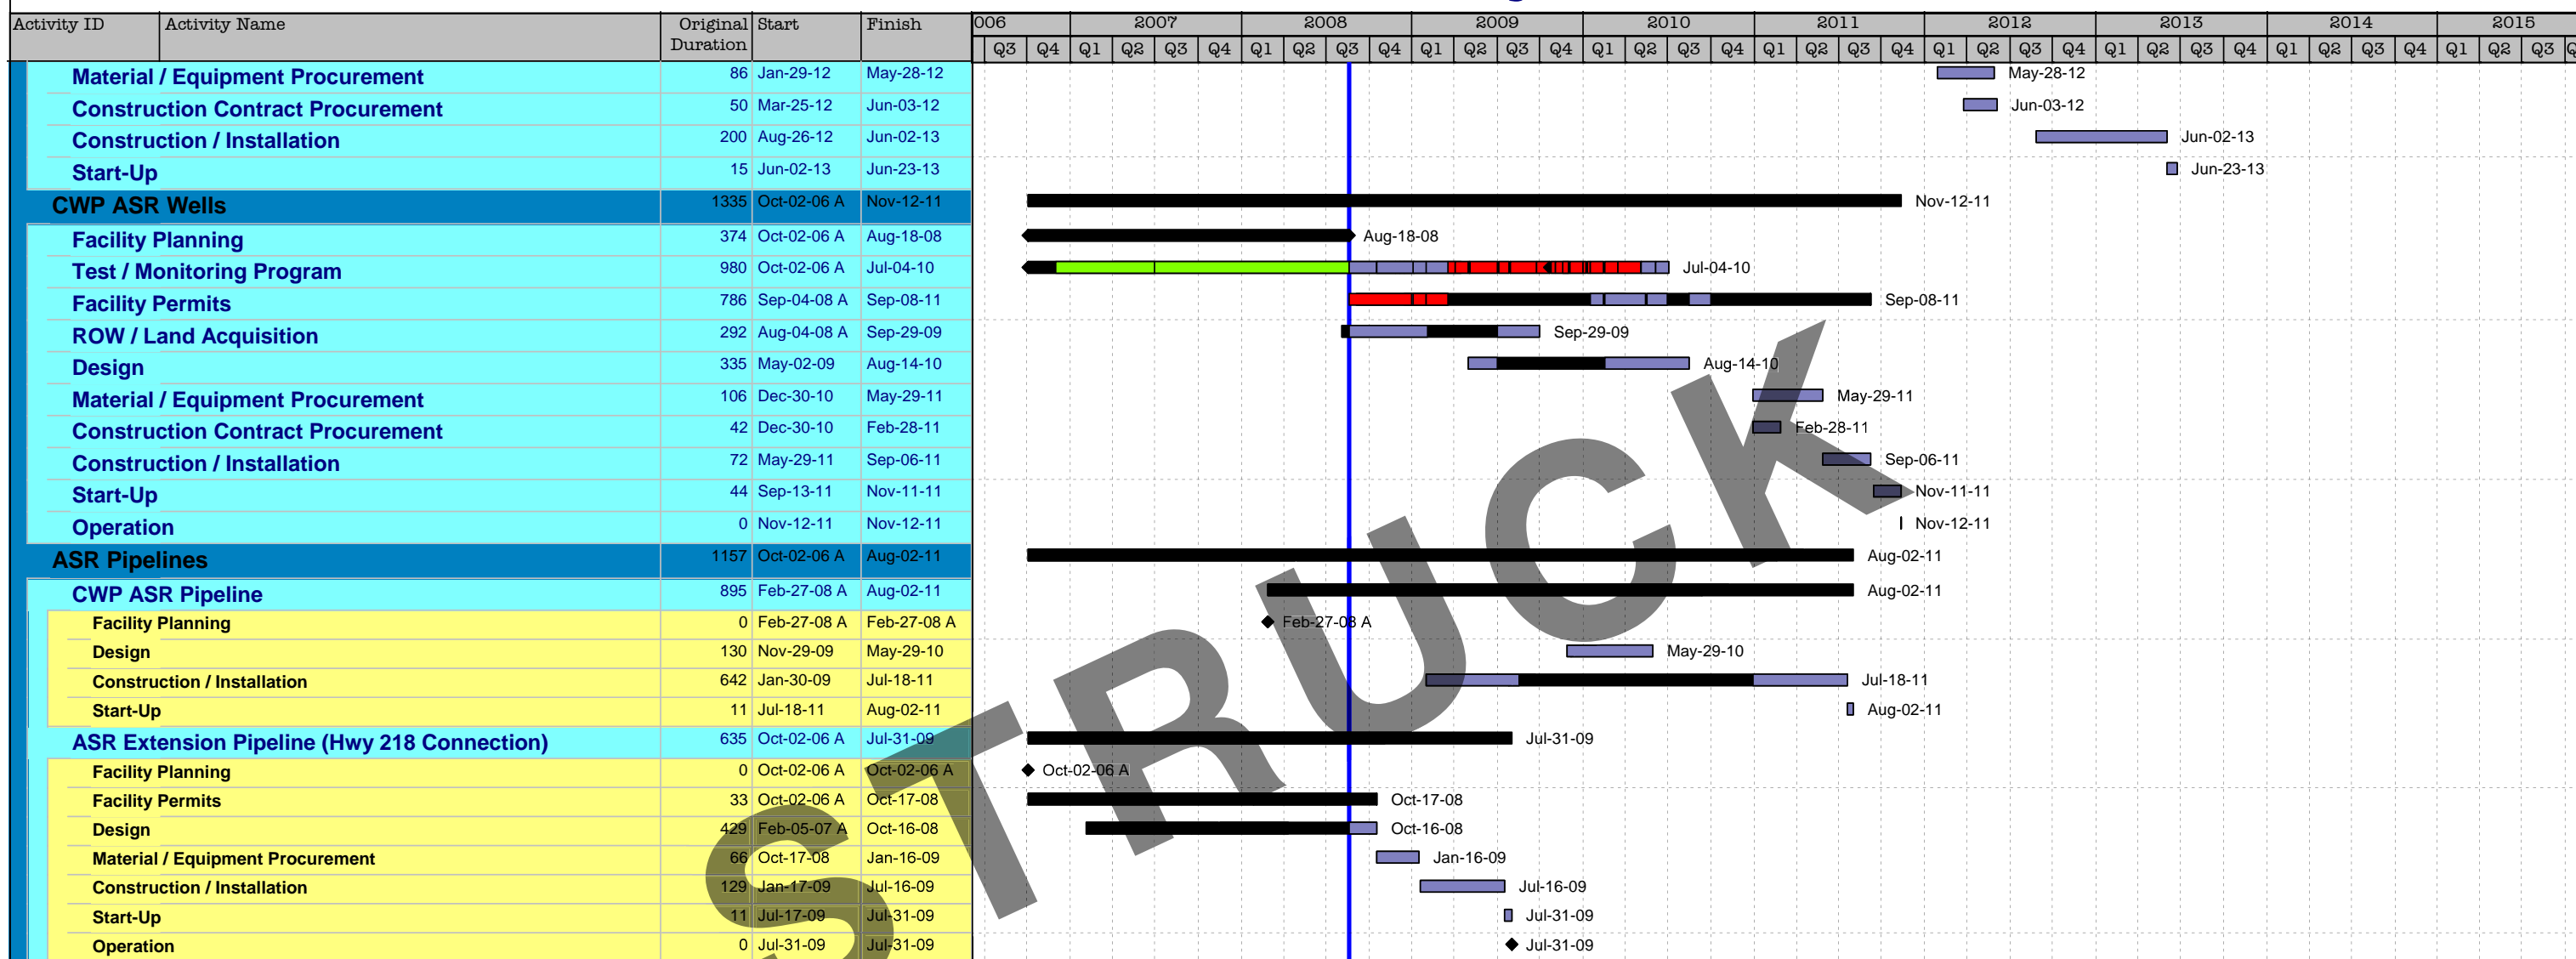 Activity ID Activity Name Original Duration Start Finish 006 2007 2008 2009 2010 2011 2012 2013 2014 2015
Q3 Q4 Q1 Q2 Q3 Q4 Q1 Q2 Q3 Q4 Q1 Q2 Q3 Q4 Q1 Q2 Q3 Q4 Q1 Q2 Q3 Q4 Q1 Q2 Q3 Q4 Q1 Q2 Q3 Q4 Q1 Q2 Q3 Q4 Q1 Q2 Q3
Material / Equipment Procurement 86 Jan-29-12 May-28-12 May-28-12
Construction Contract Procurement 50 Mar-25-12 Jun-03-12 Jun-03-12
Construction / Installation 200 Aug-26-12 Jun-02-13 Jun-02-13
Start-Up 15 Jun-02-13 Jun-23-13 Jun-23-13
CWP ASR Wells 1335 Oct-02-06 A Nov-12-11 Nov-12-11
Facility Planning 374 Oct-02-06 A Aug-18-08 Aug-18-08
Test / Monitoring Program 980 Oct-02-06 A Jul-04-10 Jul-04-10
Facility Permits 786 Sep-04-08 A Sep-08-11 Sep-08-11
ROW / Land Acquisition 292 Aug-04-08 A Sep-29-09 Sep-29-09
Design 335 May-02-09 Aug-14-10 Aug-14-10
Material / Equipment Procurement 106 Dec-30-10 May-29-11 May-29-11
Construction Contract Procurement 42 Dec-30-10 Feb-28-11 Feb-28-11
Construction / Installation 72 May-29-11 Sep-06-11 Sep-06-11
Start-Up 44 Sep-13-11 Nov-11-11 Nov-11-11
Operation 0 Nov-12-11 Nov-12-11 Nov-12-11
ASR Pipelines 1157 Oct-02-06 A Aug-02-11 Aug-02-11
CWP ASR Pipeline 895 Feb-27-08 A Aug-02-11 Aug-02-11
Facility Planning 0 Feb-27-08 A Feb-27-08 A Feb-27-08 A
Design 130 Nov-29-09 May-29-10 May-29-10
Construction / Installation 642 Jan-30-09 Jul-18-11 Jul-18-11
Start-Up 11 Jul-18-11 Aug-02-11 Aug-02-11
ASR Extension Pipeline (Hwy 218 Connection) 635 Oct-02-06 A Jul-31-09 Jul-31-09
Facility Planning 0 Oct-02-06 A Oct-02-06 A Oct-02-06 A
Facility Permits 33 Oct-02-06 A Oct-17-08 Oct-17-08
Design 429 Feb-05-07 A Oct-16-08 Oct-16-08
Material / Equipment Procurement 66 Oct-17-08 Jan-16-09 Jan-16-09
Construction / Installation 129 Jan-17-09 Jul-16-09 Jul-16-09
Start-Up 11 Jul-17-09 Jul-31-09 Jul-31-09
Operation 0 Jul-31-09 Jul-31-09 Jul-31-09
STRUCK